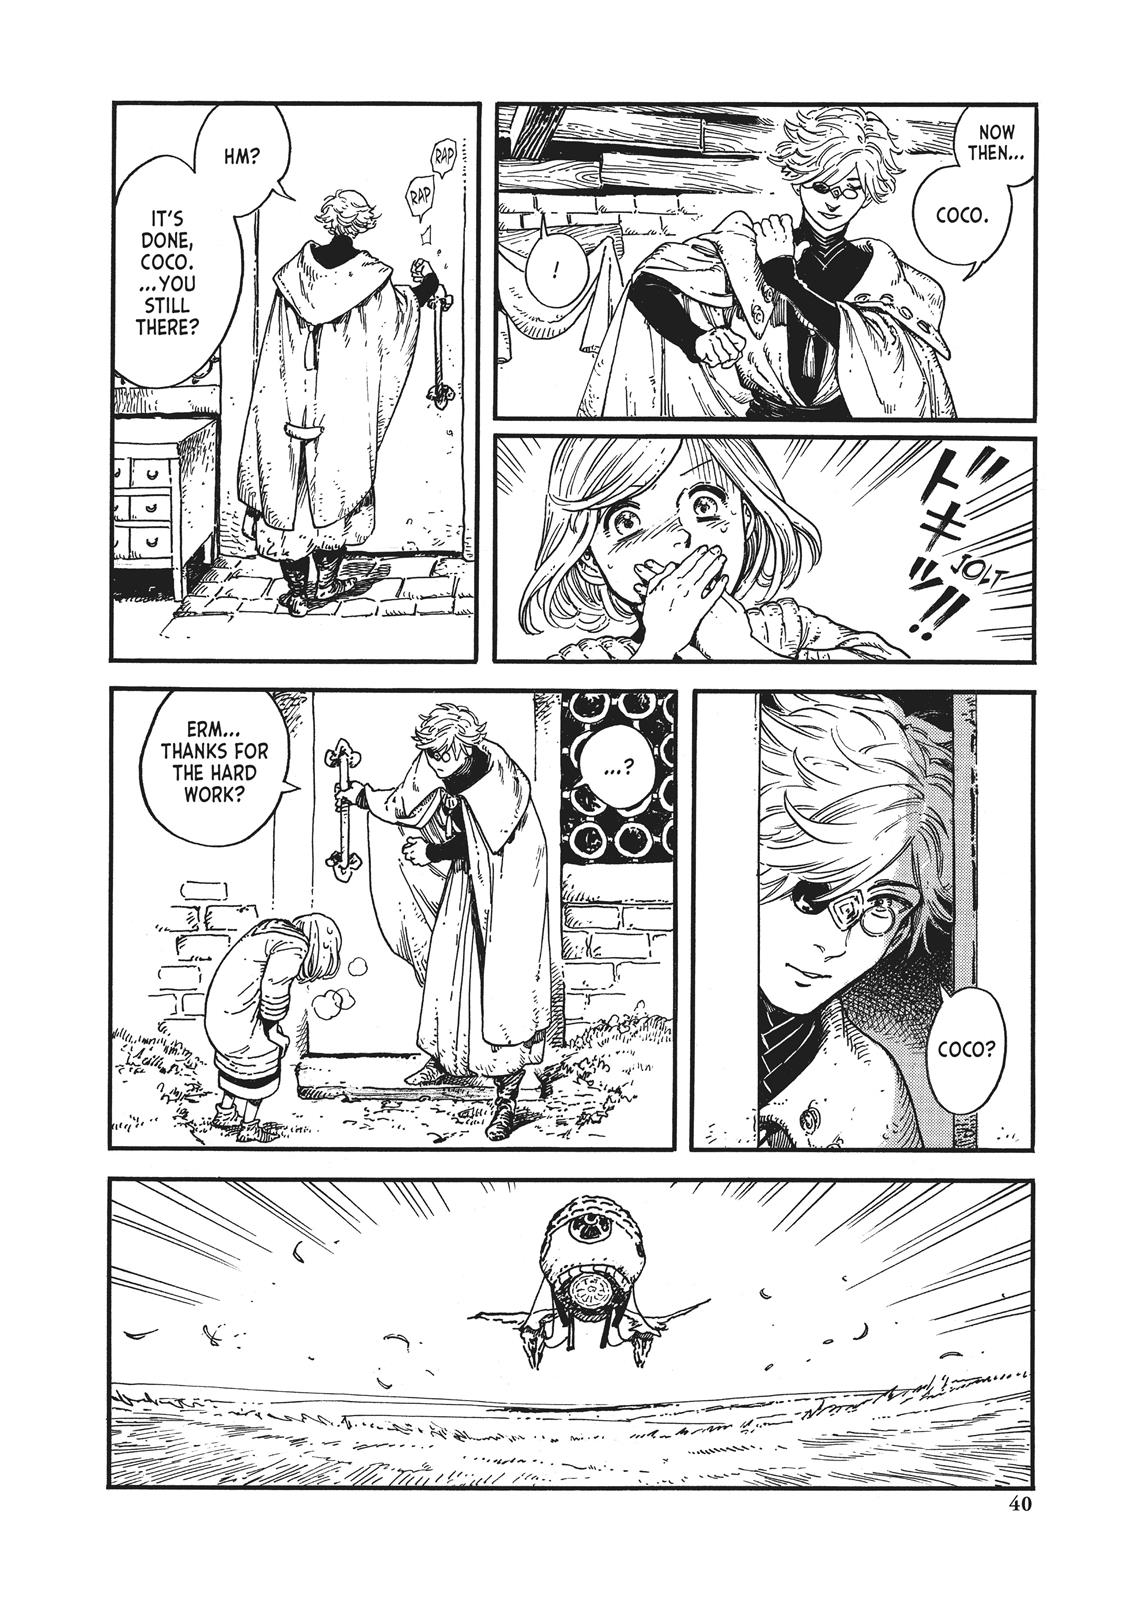 NOW
THEN...
COCO.
!
ドキッ!!
JOLT
RAP
RAP
HM?
IT'S
DONE,
COCO.
...YOU
STILL
THERE?
COCO?
...?
ERM...
THANKS FOR
THE HARD
WORK?
40